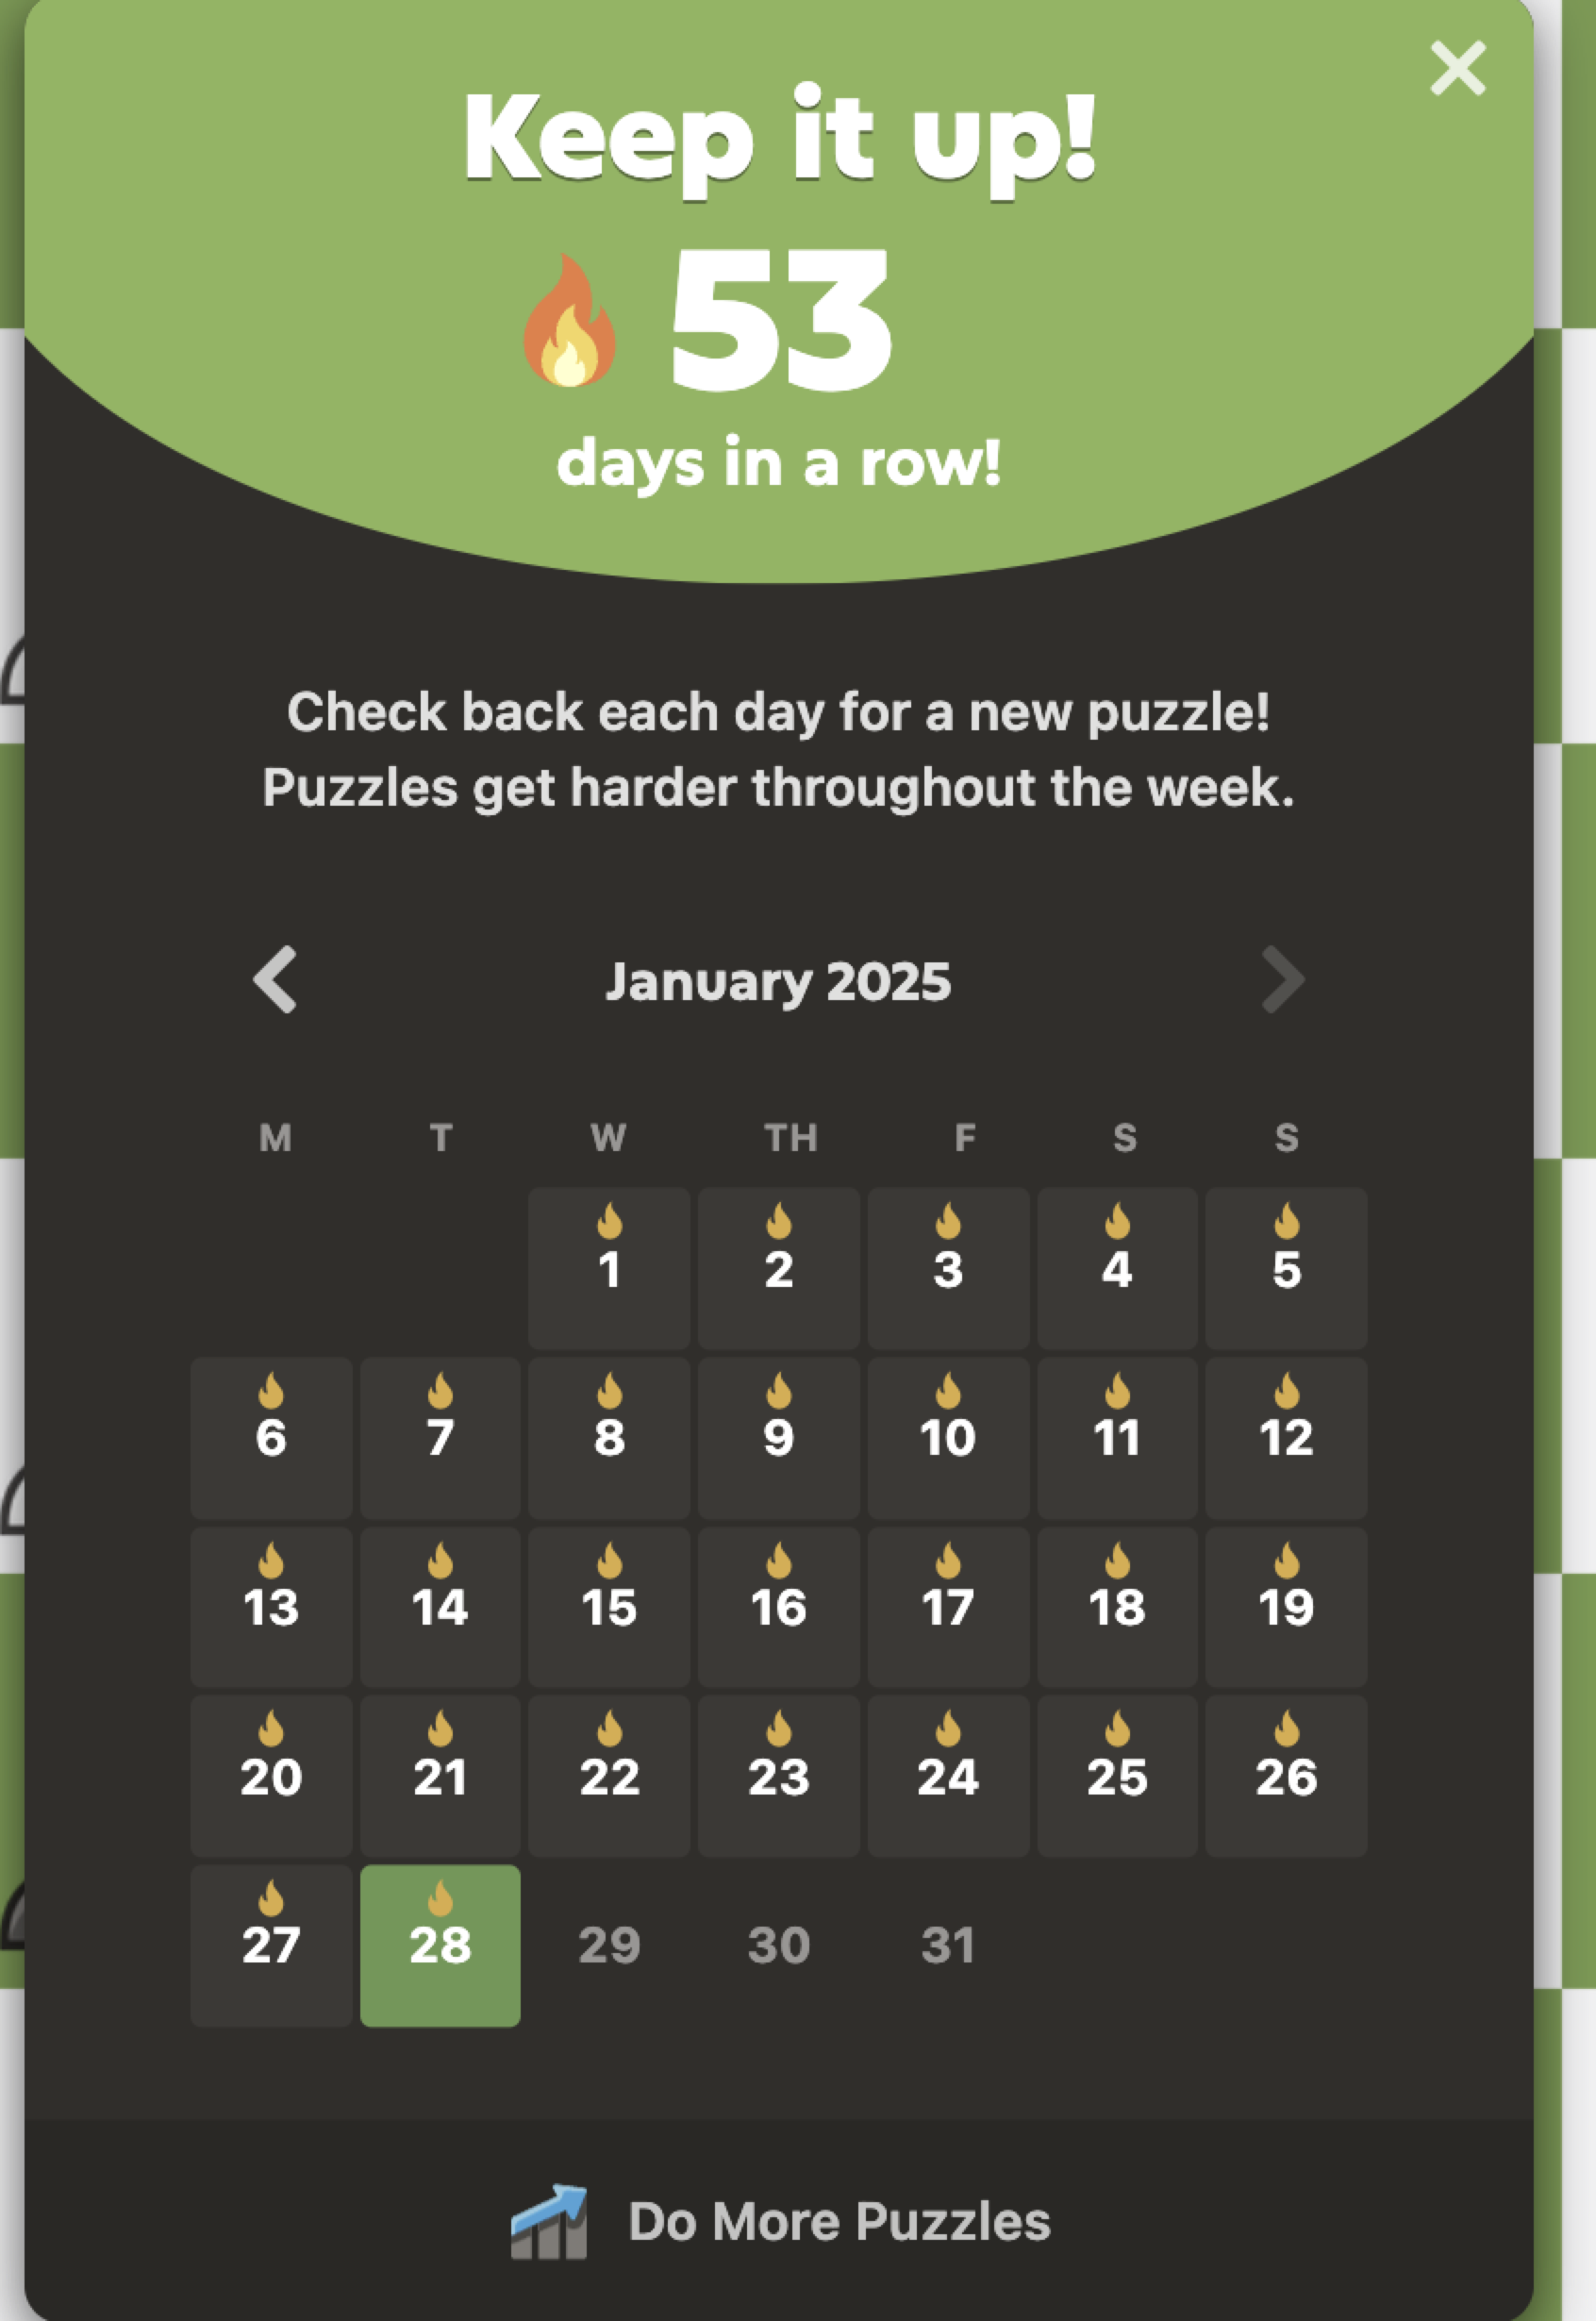 Keep it up!
53
days in a row!
Check back each day for a new puzzle!
Puzzles get harder throughout the week.
January 2025
M T W TH F S S
1 2 3 4 5
6 7 8 9 10 11 12
13 14 15 16 17 18 19
20 21 22 23 24 25 26
27 28 29 30 31
Do More Puzzles